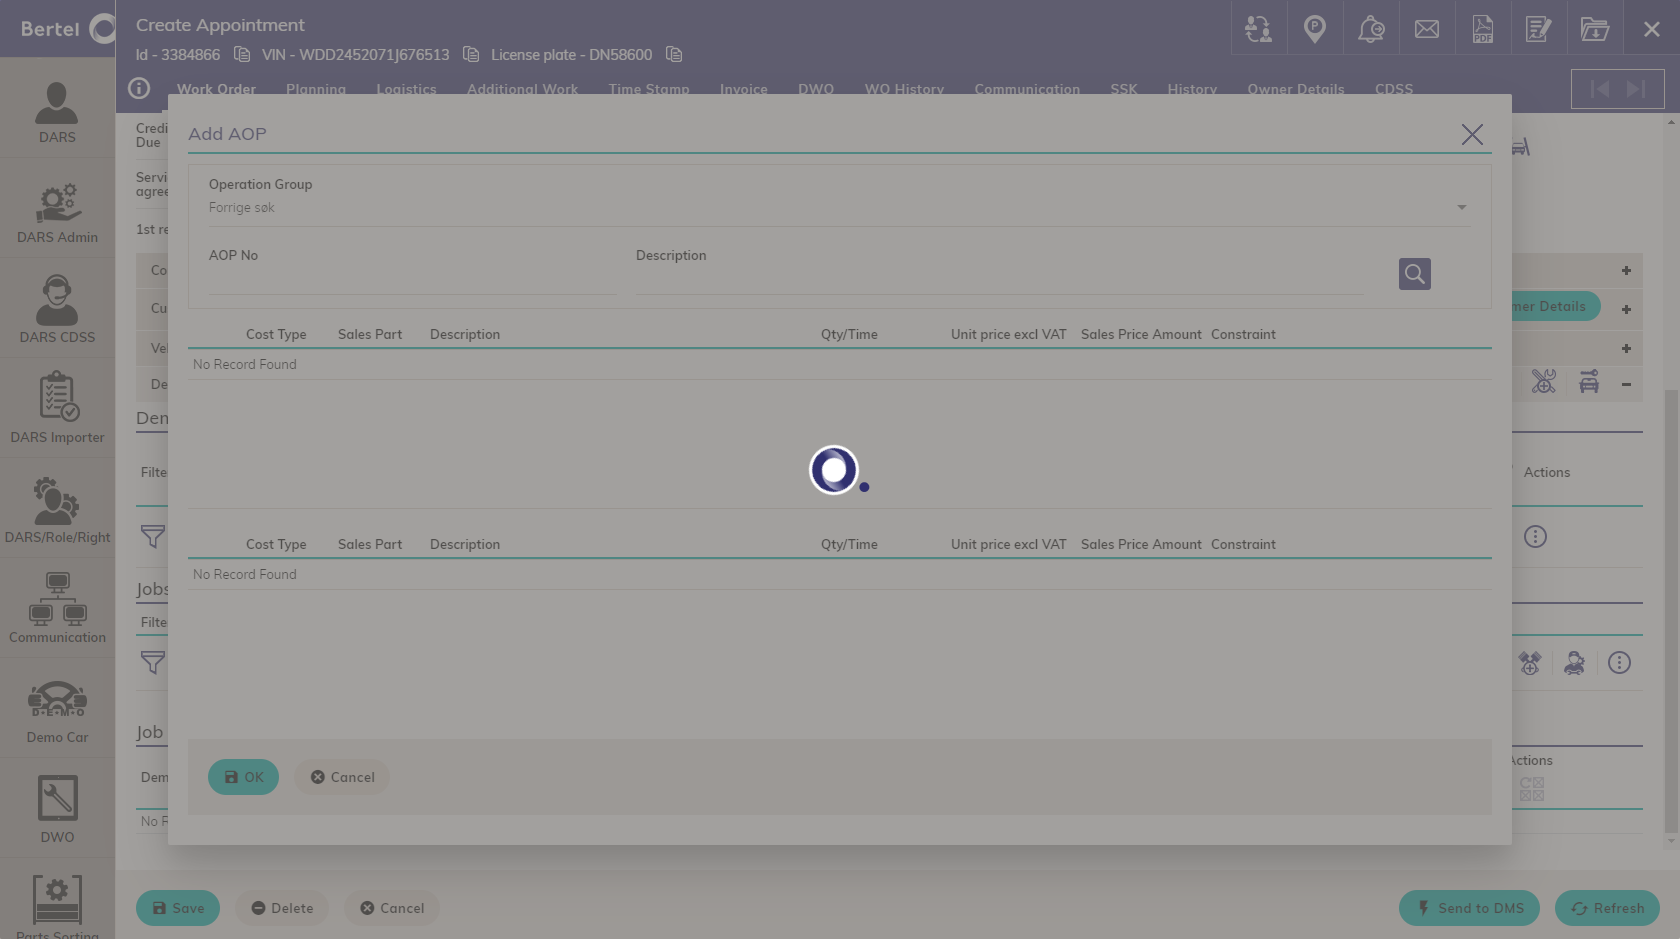 Bertel
Create Appointment
Id - 3384866 VIN - WDD2452071J676513 License plate - DN58600
Work Order Planning Logistics Additional Work Time Stamp Invoice DWO WO History Communication SSK History Owner Details CDSS
DARS
DARS Admin
DARS CDSS
DARS Importer
DARS/Role/Right
Communication
DEMO
Demo Car
DWO
Parts Sorting
P
PDF
Credi
Due
Servi
agree
1st re
Co
Cu
mer Details
Vel
De
Den
Filte
Actions
Jobs
Filte
Job
Actions
Dem
No R
Add AOP
Operation Group
Forrige søk
AOP No Description
Cost Type Sales Part Description Qty/Time Unit price excl VAT Sales Price Amount Constraint
No Record Found
Cost Type Sales Part Description Qty/Time Unit price excl VAT Sales Price Amount Constraint
No Record Found
OK Cancel
Save Delete Cancel Send to DMS Refresh